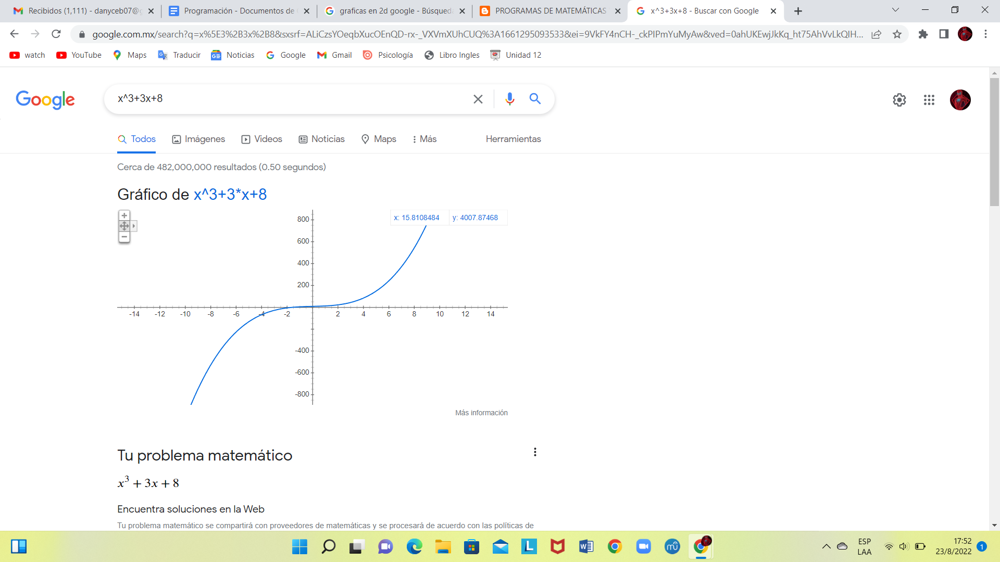 Recibidos (1,111) - danyceb07@g
Programación - Documentos de
graficas en 2d google - Búsqueda
PROGRAMAS DE MATEMÁTICAS
x^3+3x+8 - Buscar con Google
google.com.mx/search?q=x%5E3%2B3x%2B8&sxsrf=ALiCzsYOeqbXucOEnQD-rx-_VXVmXUhCUQ%3A1661295093533&ei=9VkFY4nCH-_ckPIPmYuMyAw&ved=0ahUKEwjJkKq_ht75AhVvLkQIH...
watch YouTube Maps Traducir Noticias Google Gmail Psicología Libro Ingles Unidad 12
Google
x^3+3x+8
Todos Imágenes Videos Noticias Maps Más Herramientas
Cerca de 482,000,000 resultados (0.50 segundos)
Gráfico de x^3+3*x+8
x: 15.8108484 y: 4007.87468
800
600
400
200
-14 -12 -10 -8 -6 -4 -2 2 4 6 8 10 12 14
-400
-600
-800
Más información
Tu problema matemático
x³ + 3x + 8
Encuentra soluciones en la Web
Tu problema matemático se compartirá con proveedores de matemáticas y se procesará de acuerdo con las políticas de
ESP
LAA
17:52
23/8/2022
1